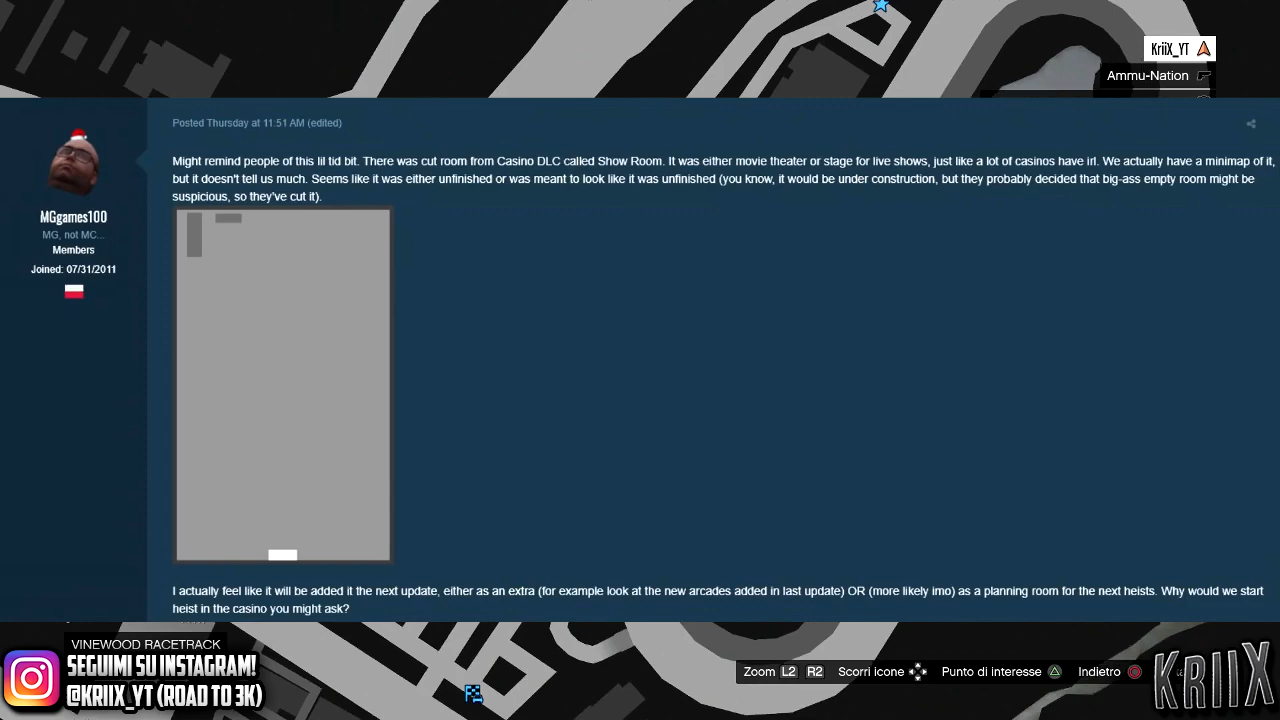 KriiX_YT
Ammu-Nation
Posted Thursday at 11:51 AM (edited)
Might remind people of this lil tid bit. There was cut room from Casino DLC called Show Room. It was either movie theater or stage for live shows, just like a lot of casinos have irl. We actually have a minimap of it,
but it doesn't tell us much. Seems like it was either unfinished or was meant to look like it was unfinished (you know, it would be under construction, but they probably decided that big-ass empty room might be
suspicious, so they've cut it).
MGgames100
MG, not MC...
Members
Joined: 07/31/2011
I actually feel like it will be added it the next update, either as an extra (for example look at the new arcades added in last update) OR (more likely imo) as a planning room for the next heists. Why would we start
heist in the casino you might ask?
VINEWOOD RACETRACK
SEGUIMI SU INSTAGRAM!
@KRIIX_YT (ROAD TO 3K)
Zoom L2 R2 Scorri icone Punto di interesse Indietro
KRIIX